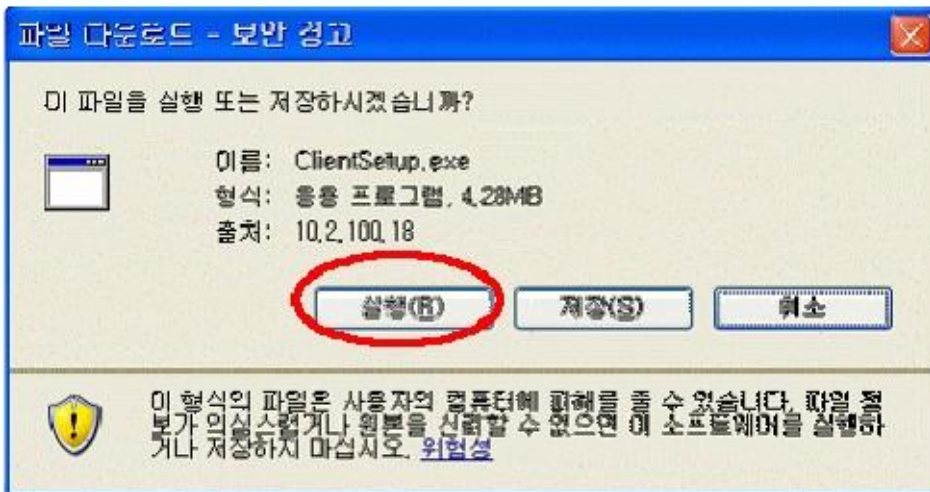 파일 다운로드 - 보안 경고
이 파일을 실행 또는 저장하시겠습니까?
이름: ClientSetup.exe
형식: 응용 프로그램, 4.28MB
출처: 10.2.100.18
실행(R) 저장(S) 취소
이 형식의 파일은 사용자의 컴퓨터에 피해를 줄 수 있습니다. 파일 정
보가 의심스럽거나 원본을 신뢰할 수 없으면 이 소프트웨어를 실행하
거나 저장하지 마십시오. 위험성